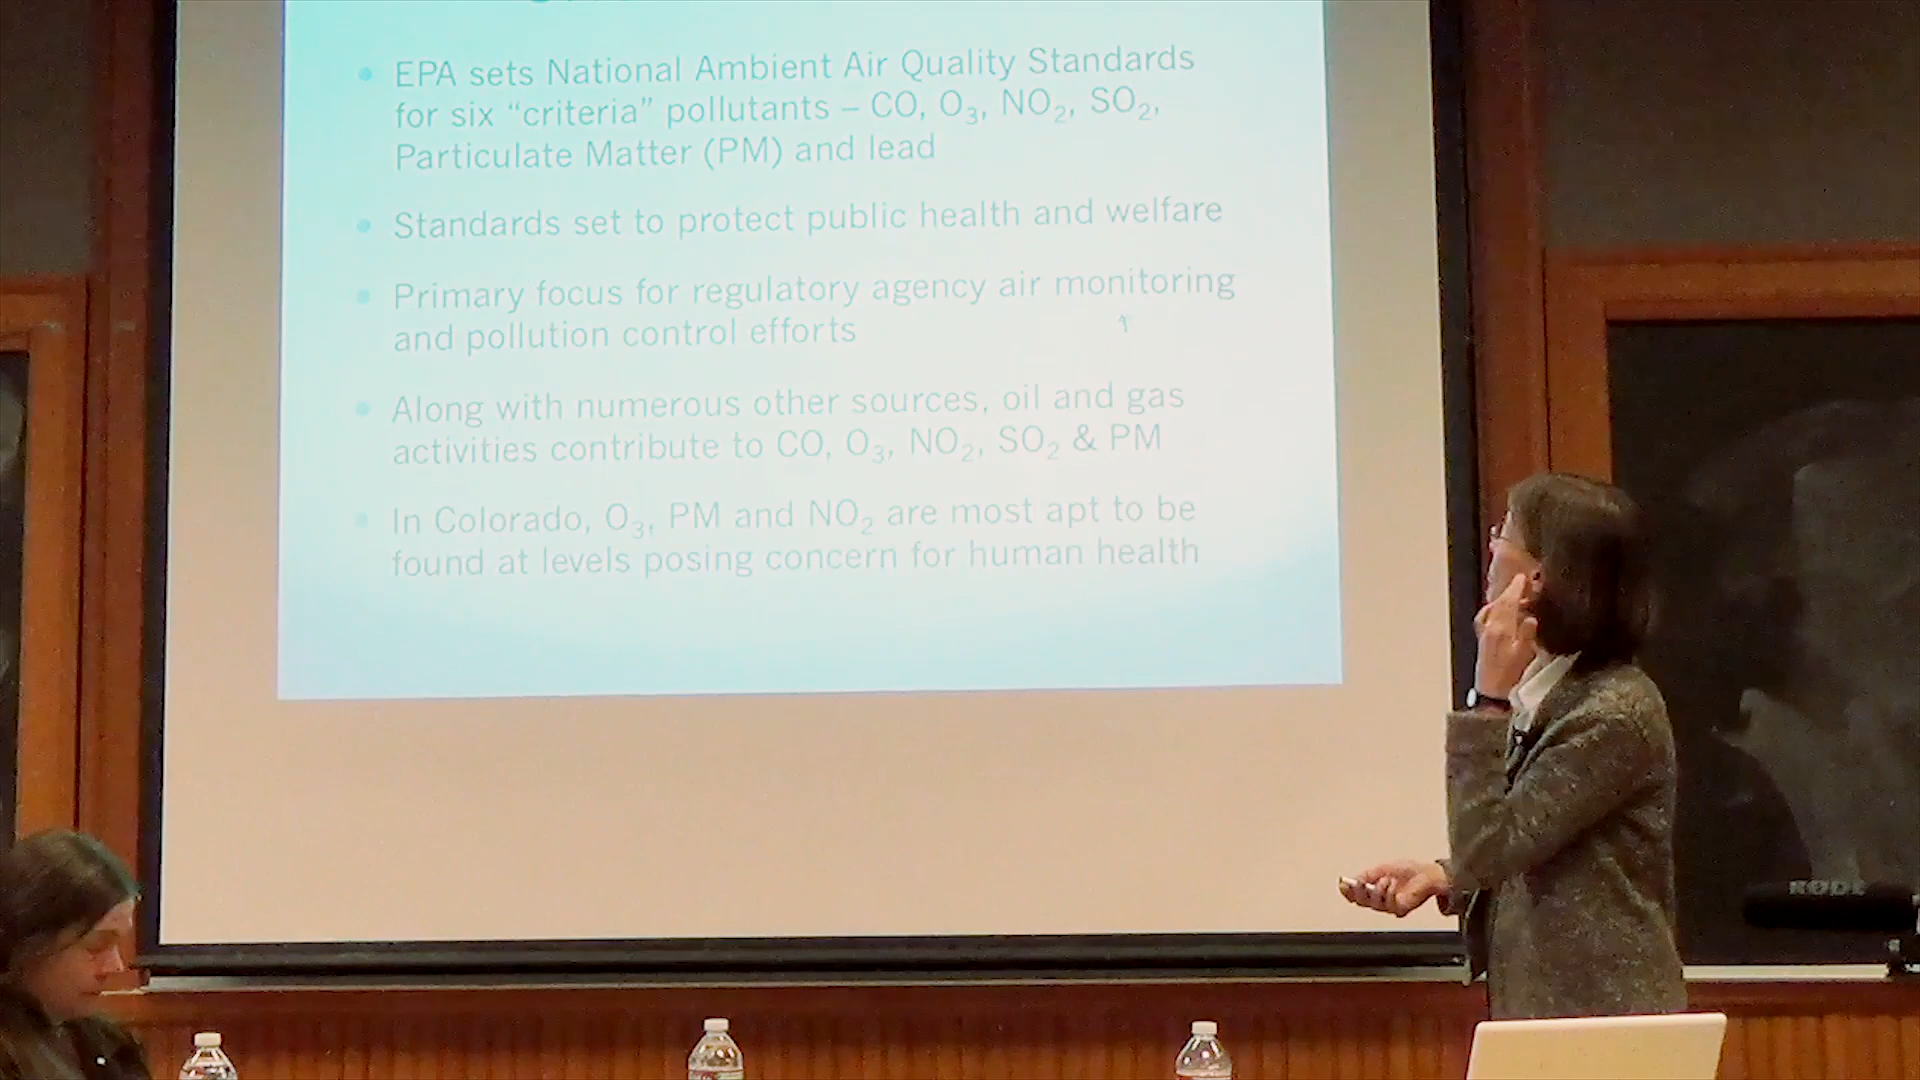 EPA sets National Ambient Air Quality Standards
for six “criteria” pollutants – CO, O₃, NO₂, SO₂,
Particulate Matter (PM) and lead
Standards set to protect public health and welfare
Primary focus for regulatory agency air monitoring
and pollution control efforts
Along with numerous other sources, oil and gas
activities contribute to CO, O₃, NO₂, SO₂ & PM
In Colorado, O₃, PM and NO₂ are most apt to be
found at levels posing concern for human health
RØDE